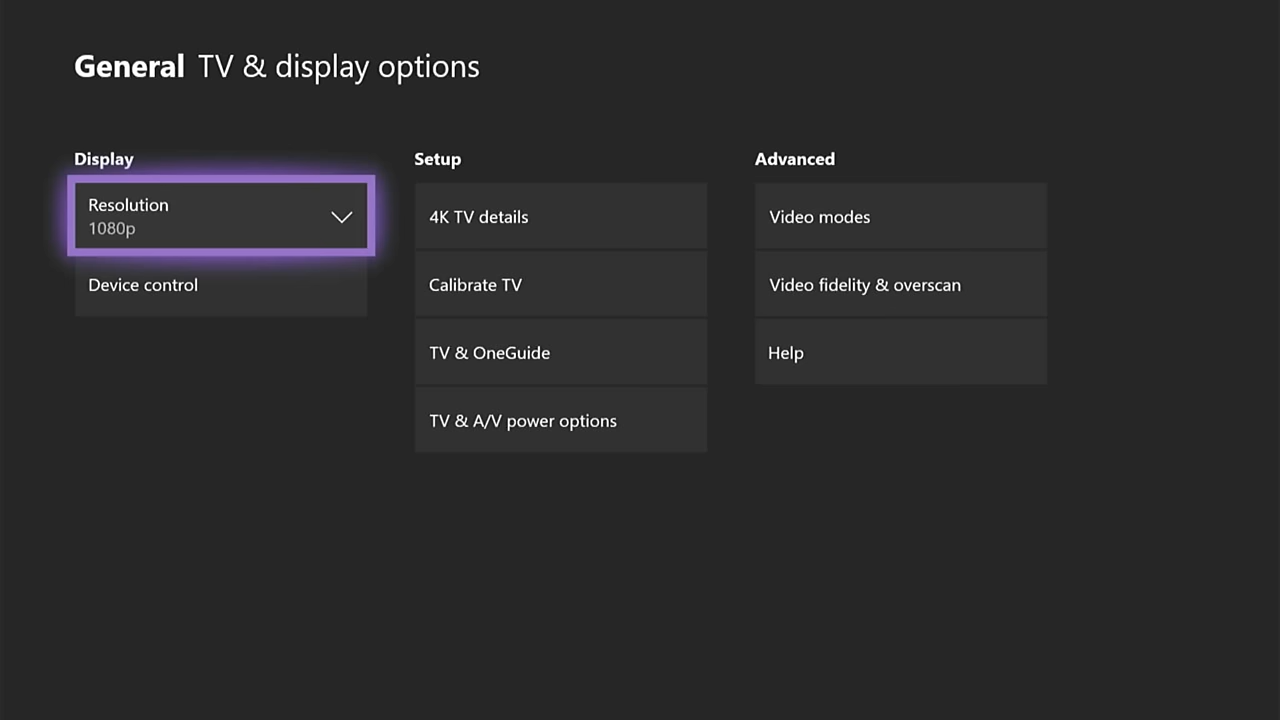 General TV & display options
Display
Resolution
1080p
Device control
Setup
4K TV details
Calibrate TV
TV & OneGuide
TV & A/V power options
Advanced
Video modes
Video fidelity & overscan
Help